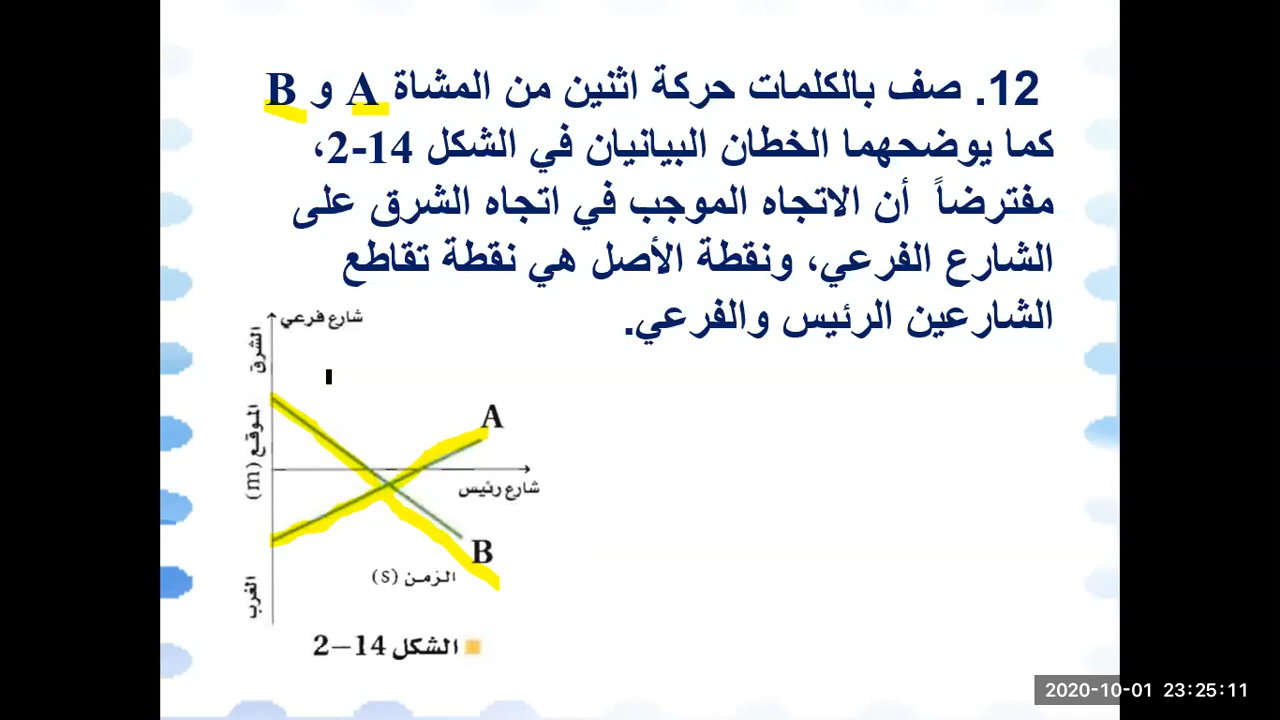 12. صف بالكلمات حركة اثنين من المشاة A و B
كما يوضحهما الخطان البيانيان في الشكل 14-2،
مفترضاً أن الاتجاه الموجب في اتجاه الشرق على
الشارع الفرعي، ونقطة الأصل هي نقطة تقاطع
الشارعين الرئيس والفرعي.
شارع فرعي
الشرق
الموقع (m)
الغرب
A
شارع رئيس
B
الزمن (s)
الشكل 14–2
2020-10-01 23:25:11